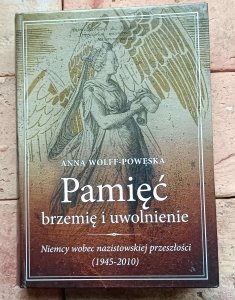 ANNA WOLFF-POWĘSKA
Pamięć
brzemię i uwolnienie
Niemcy wobec nazistowskiej przeszłości
(1945-2010)